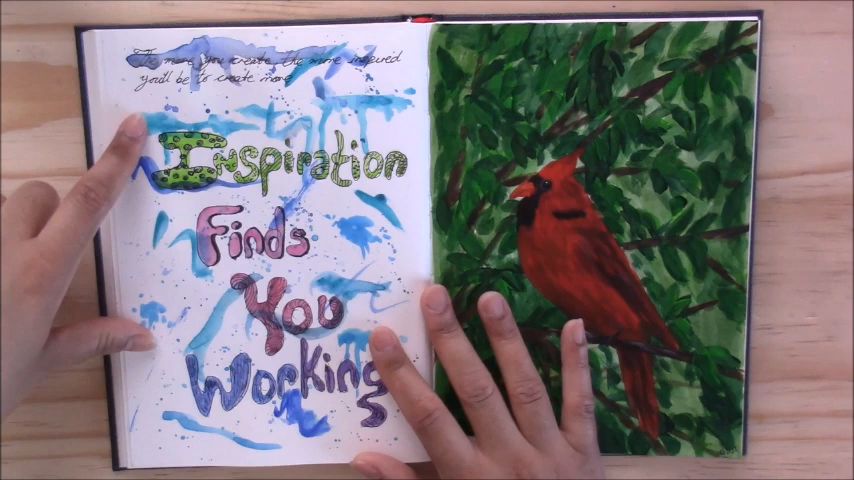 The more you create the more inspired
you'll be to create more
Inspiration
Finds
You
Working
S